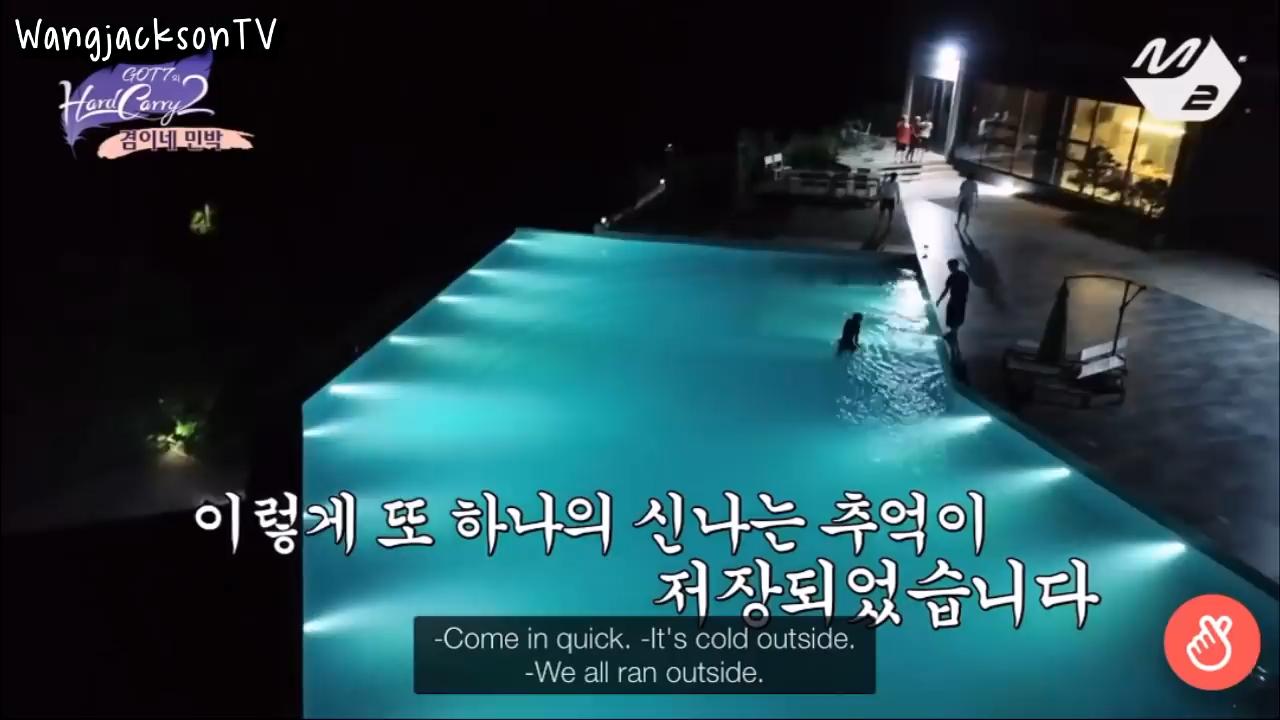 WangjacksonTV
GOT7의
Hard Carry 2
겸이네 민박
M2
이렇게 또 하나의 신나는 추억이
저장되었습니다
-Come in quick. -It's cold outside.
-We all ran outside.